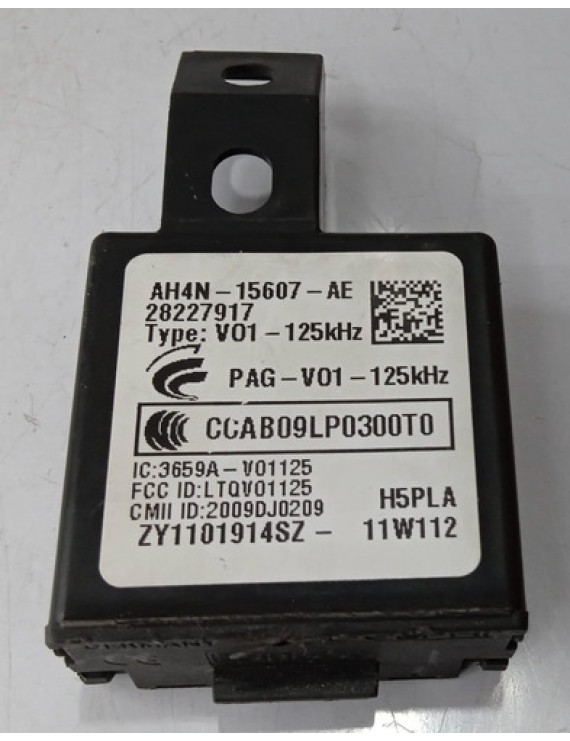 AH4N-15607-AE
28227917
Type: V01-125kHz
PAG-V01-125kHz
CCAB09LP0300T0
IC:3659A-V01125
FCC ID:LTQV01125
CMII ID:2009DJ0209
H5PLA
ZY1101914SZ- 11W112